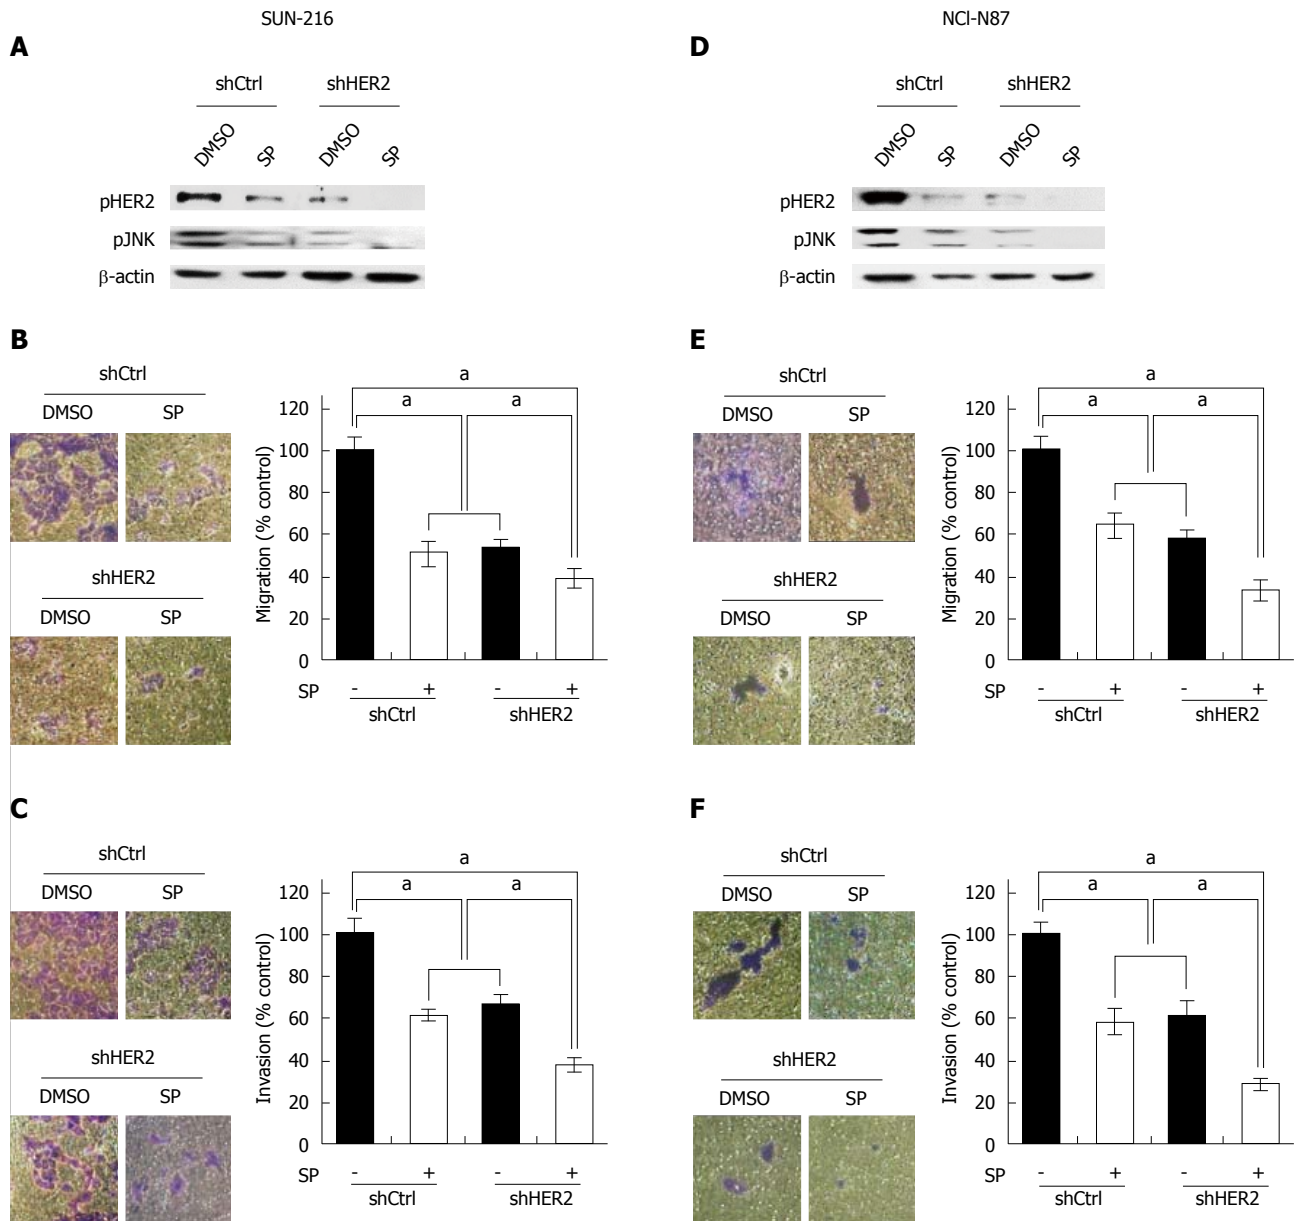 SUN-216
A
shCtrl shHER2
DMSO SP DMSO SP
pHER2
pJNK
β-actin
B
shCtrl
DMSO SP
shHER2
DMSO SP
Migration (% control)
120
100
80
60
40
20
0
a
a a
SP - + - +
shCtrl shHER2
C
shCtrl
DMSO SP
shHER2
DMSO SP
Invasion (% control)
120
100
80
60
40
20
0
a
a a
SP - + - +
shCtrl shHER2
NCI-N87
D
shCtrl shHER2
DMSO SP DMSO SP
pHER2
pJNK
β-actin
E
shCtrl
DMSO SP
shHER2
DMSO SP
Migration (% control)
120
100
80
60
40
20
0
a
a a
SP - + - +
shCtrl shHER2
F
shCtrl
DMSO SP
shHER2
DMSO SP
Invasion (% control)
120
100
80
60
40
20
0
a
a a
SP - + - +
shCtrl shHER2